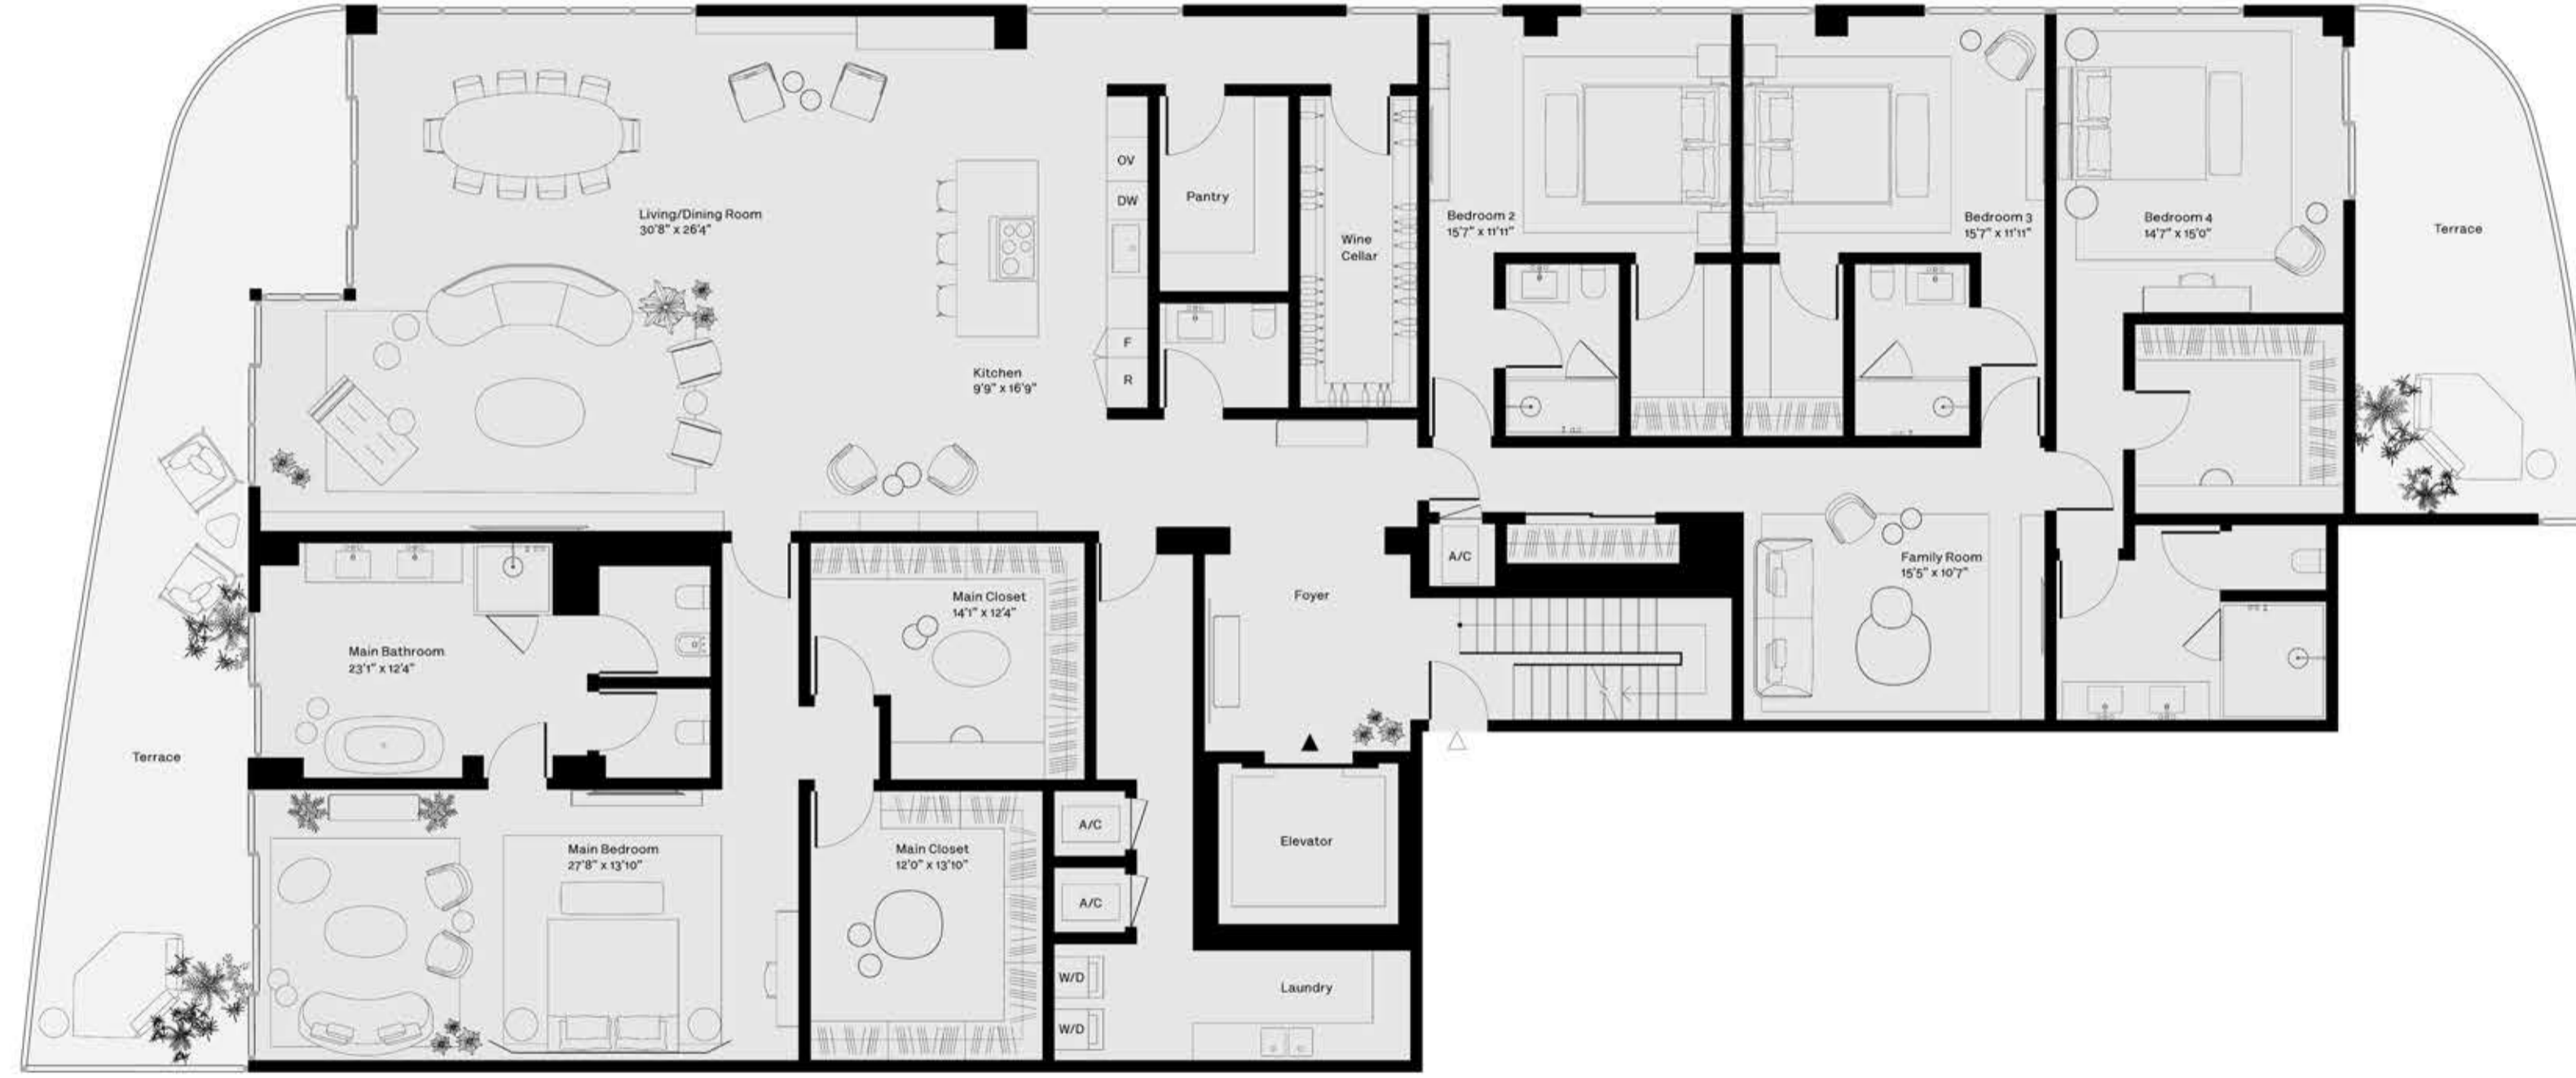 OV
DW
Pantry
Living/Dining Room
30'8" x 26'4"
Wine
Cellar
Bedroom 2
15'7" x 11'11"
Bedroom 3
15'7" x 11'11"
Bedroom 4
14'7" x 15'0"
Terrace
F
R
Kitchen
9'9" x 16'9"
A/C
Family Room
15'5" x 10'7"
Foyer
Main Closet
14'1" x 12'4"
Main Bathroom
23'1" x 12'4"
Terrace
A/C
Main Bedroom
27'8" x 13'10"
Main Closet
12'0" x 13'10"
Elevator
A/C
W/D
Laundry
W/D